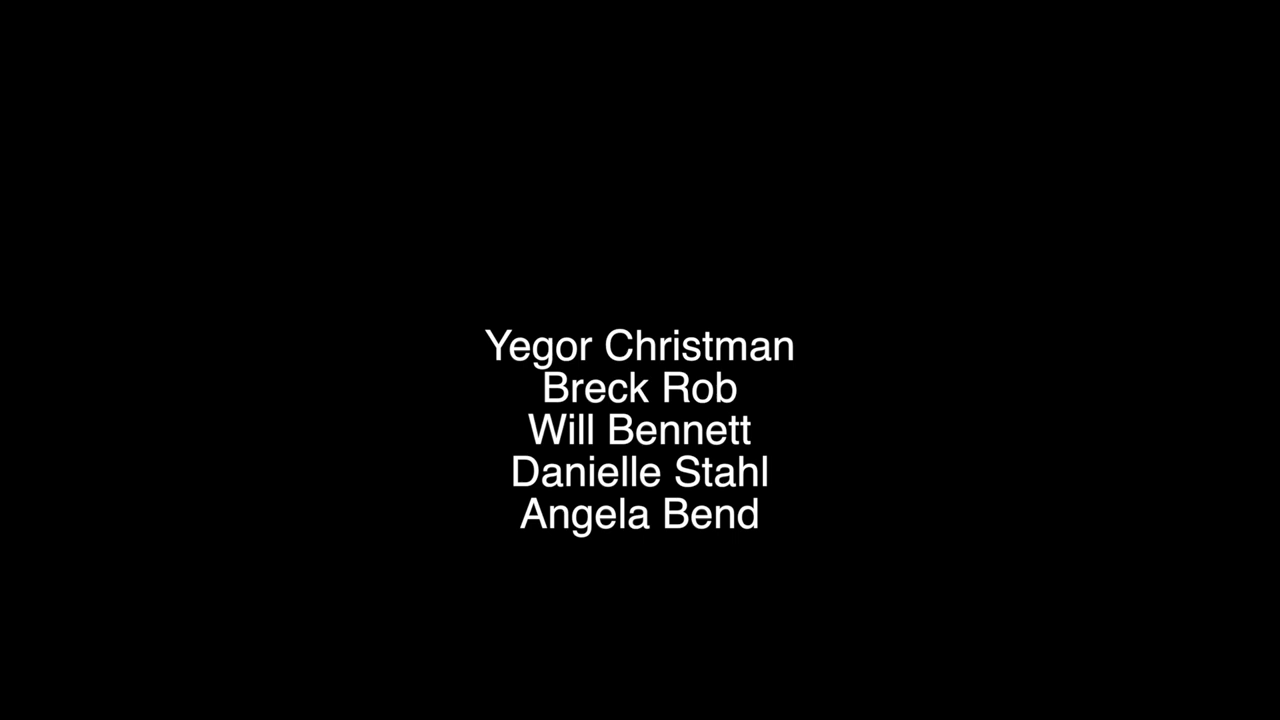 Yegor Christman
Breck Rob
Will Bennett
Danielle Stahl
Angela Bend